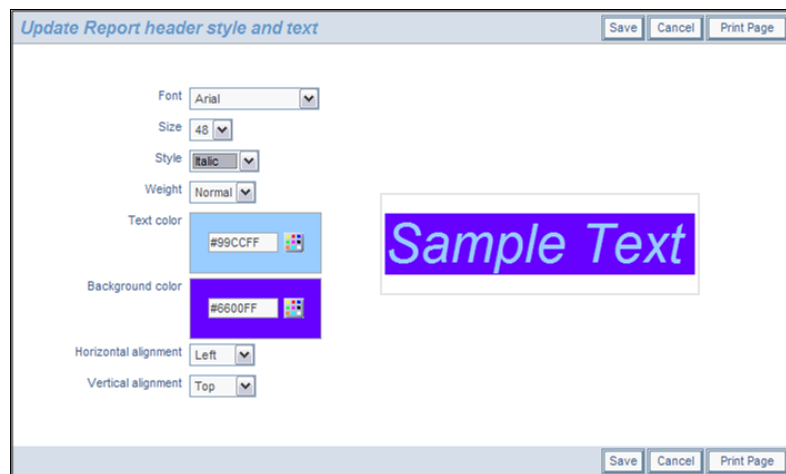 Update Report header style and text Save Cancel Print Page
Font Arial
Size 48
Style Italic
Weight Normal
Text color
#99CCFF
Sample Text
Background color
#6600FF
Horizontal alignment Left
Vertical alignment Top
Save Cancel Print Page